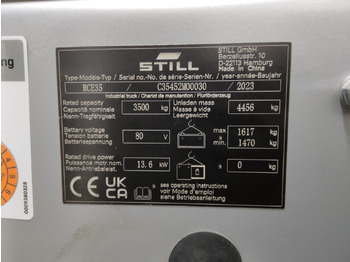 STILL
STILL GmbH
Berzeliusstr. 10
D-22113 Hamburg
Made in China
Type-Modèle-Typ / Serial no.-No. de série-Serien-Nr. / year-année-Baujahr
RCE35 / C35452M00030 / 2023
Industrial truck / Chariot de manutention / Flurförderzeug
Rated capacity
Capacité nominale
Nenn-Tragfähigkeit
3500 kg
Unladen mass
Masse à vide
Leergewicht
4456 kg
Battery voltage
Tension batterie
Batteriespannung
80 V
max 1617 kg
min 1470
Rated drive power
Puissance motr. nom.
Nenn-Antriebsleist.
13.6 kW
* 0 kg
CE UK CA
*see operating instructions
voir Mode d'emploi
siehe Betriebsanleitung
0004380328